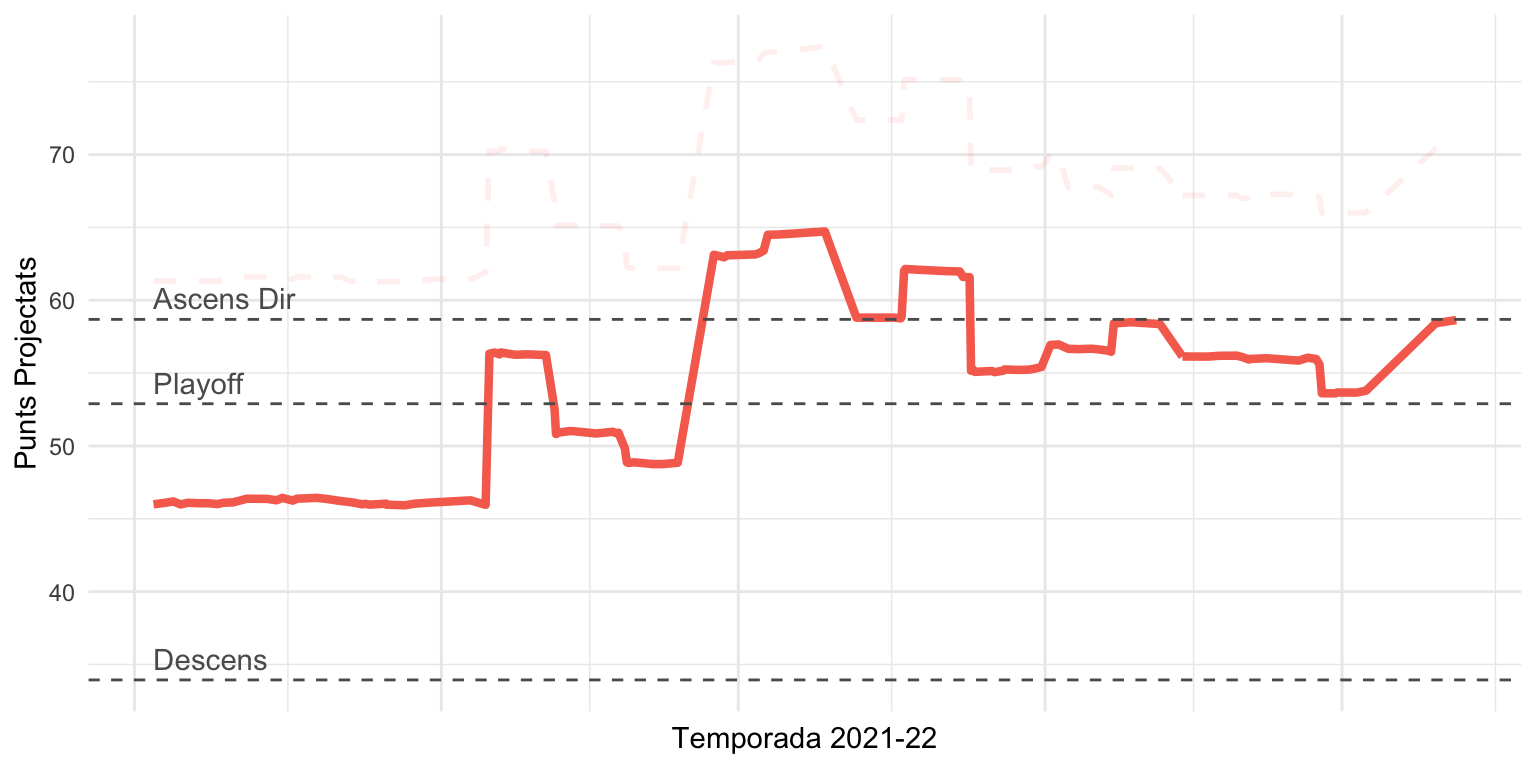 Punts Projectats
70
60
50
40
Ascens Dir
Playoff
Descens
Temporada 2021-22